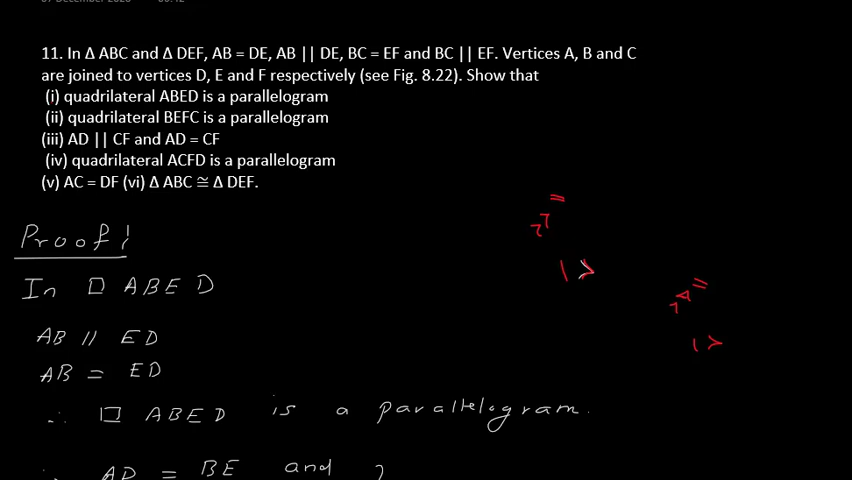 11. In Δ ABC and Δ DEF, AB = DE, AB || DE, BC = EF and BC || EF. Vertices A, B and C
are joined to vertices D, E and F respectively (see Fig. 8.22). Show that
(i) quadrilateral ABED is a parallelogram
(ii) quadrilateral BEFC is a parallelogram
(iii) AD || CF and AD = CF
(iv) quadrilateral ACFD is a parallelogram
(v) AC = DF (vi) Δ ABC ≅ Δ DEF.
Proof!
In □ ABED
AB // ED
AB = ED
∴ □ ABED is a parallelogram.
∴ AD = BE and